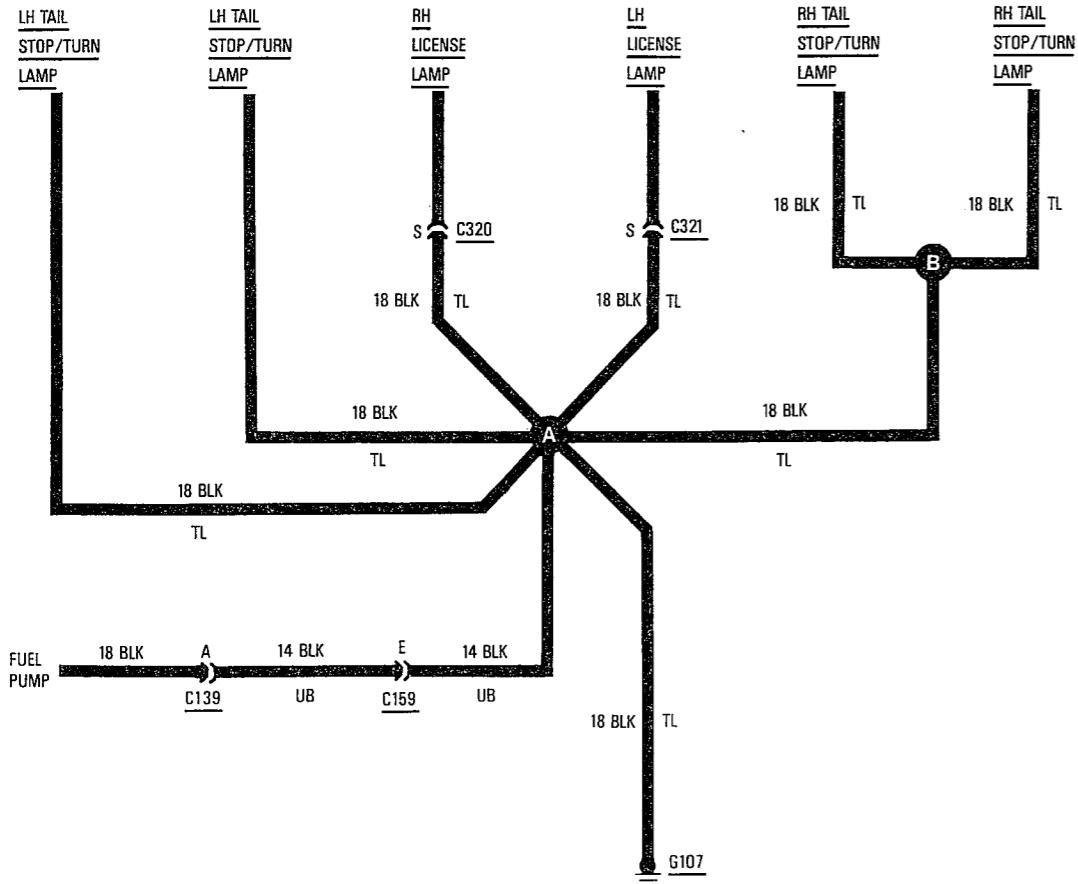 LH TAIL
STOP/TURN
LAMP
LH TAIL
STOP/TURN
LAMP
RH
LICENSE
LAMP
LH
LICENSE
LAMP
RH TAIL
STOP/TURN
LAMP
RH TAIL
STOP/TURN
LAMP
18 BLK TL
18 BLK TL
S C320
S C321
B
18 BLK TL
18 BLK TL
18 BLK
TL
A
18 BLK
TL
18 BLK
TL
FUEL
PUMP
18 BLK
A
C139
14 BLK
UB
E
C159
14 BLK
UB
18 BLK TL
G107